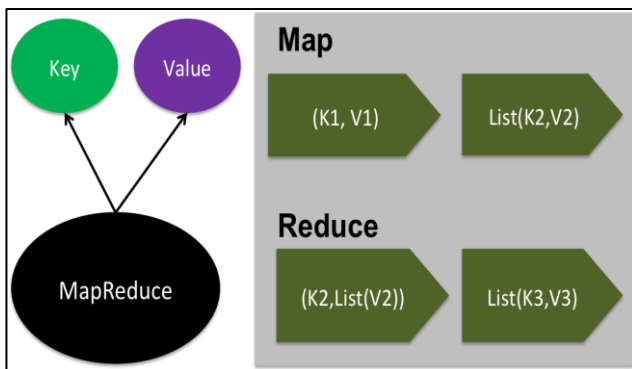 Key
Value
MapReduce
Map
(K1, V1)
List(K2,V2)
Reduce
(K2,List(V2))
List(K3,V3)